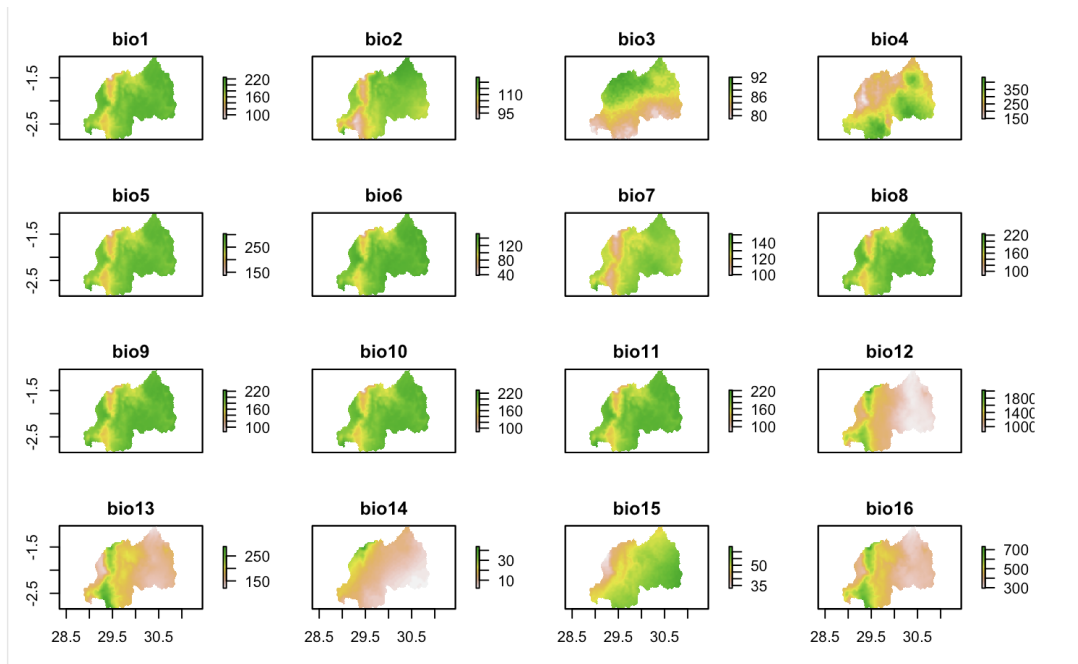 bio1 bio2 bio3 bio4
-1.5 -2.5 220 160 100 110 95 92 86 80 350 250 150
bio5 bio6 bio7 bio8
-1.5 -2.5 250 150 120 80 40 140 120 100 220 160 100
bio9 bio10 bio11 bio12
-1.5 -2.5 220 160 100 220 160 100 220 160 100 1800 1400 1000
bio13 bio14 bio15 bio16
-1.5 -2.5 250 150 30 10 50 35 700 500 300
28.5 29.5 30.5 28.5 29.5 30.5 28.5 29.5 30.5 28.5 29.5 30.5